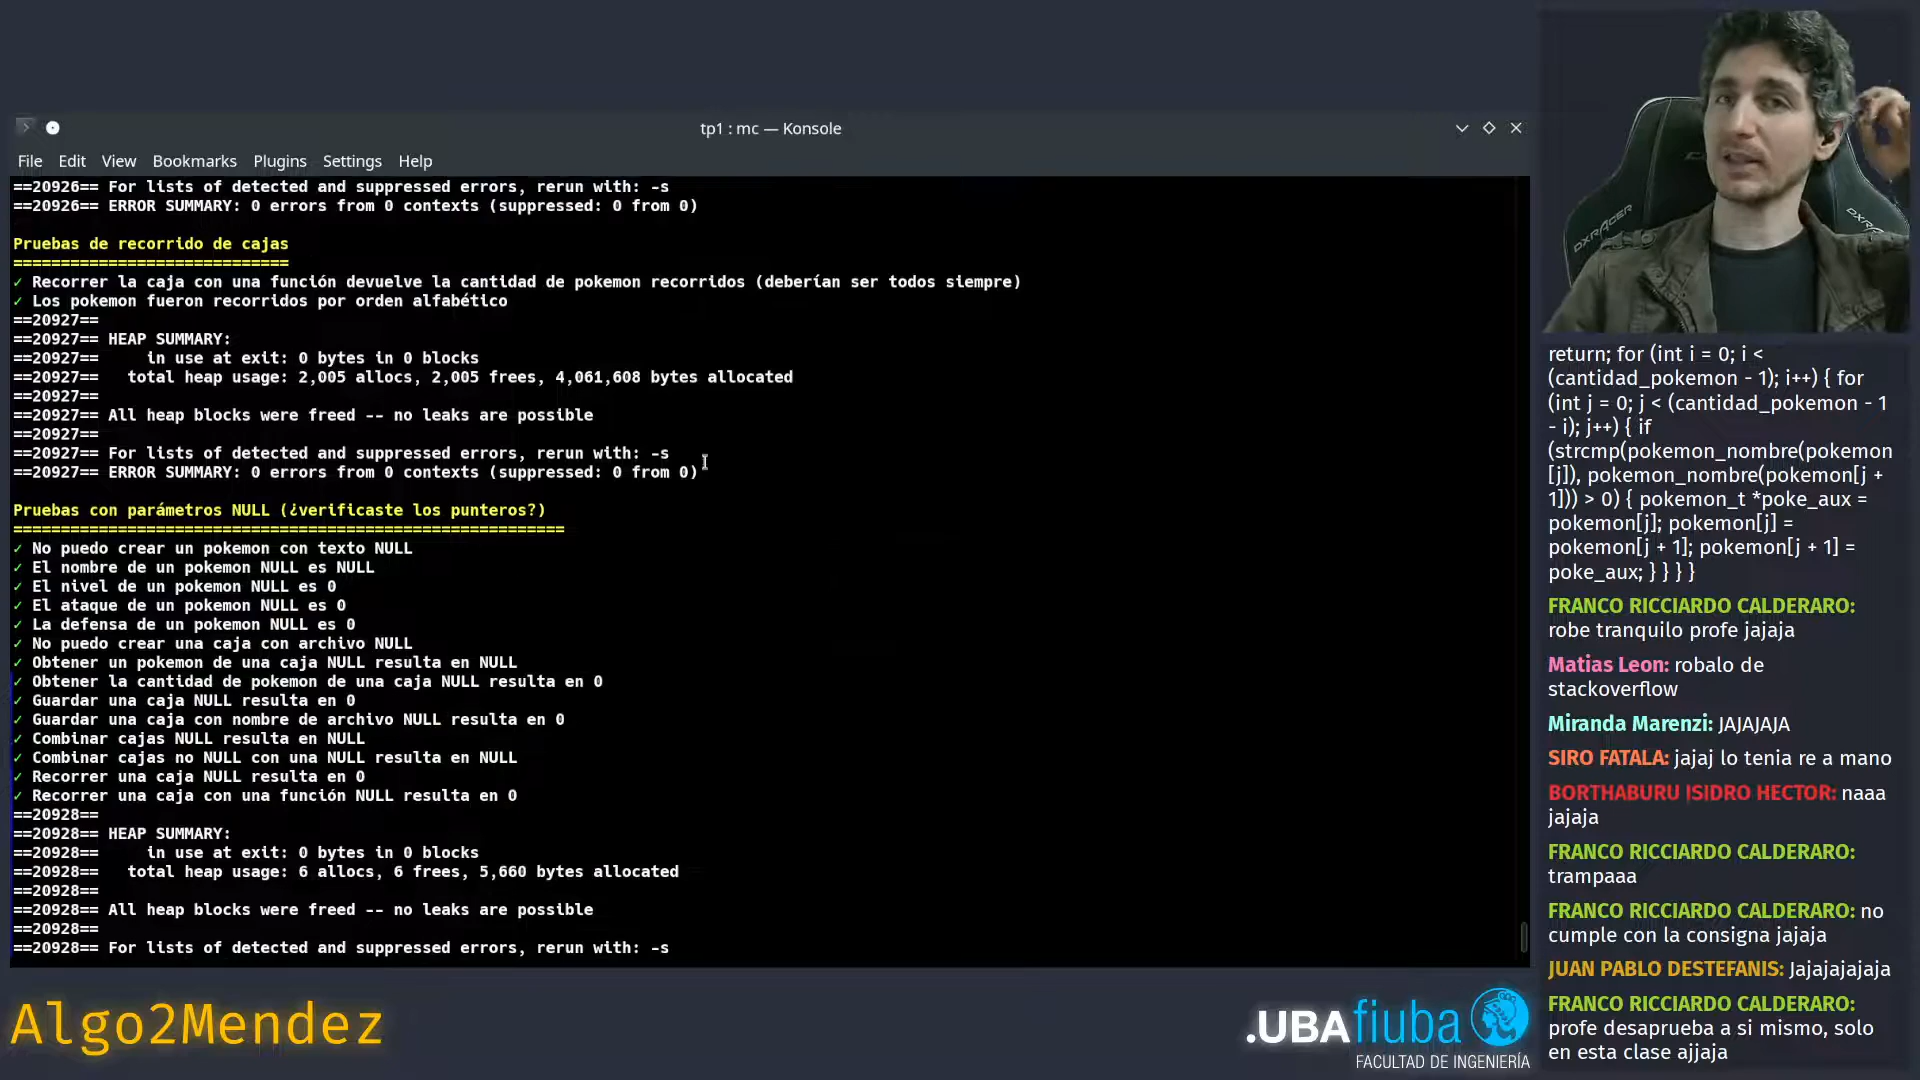 tp1 : mc — Konsole
File Edit View Bookmarks Plugins Settings Help
==20926== For lists of detected and suppressed errors, rerun with: -s
==20926== ERROR SUMMARY: 0 errors from 0 contexts (suppressed: 0 from 0)
Pruebas de recorrido de cajas
=============================
✓ Recorrer la caja con una función devuelve la cantidad de pokemon recorridos (deberían ser todos siempre)
✓ Los pokemon fueron recorridos por orden alfabético
==20927==
==20927== HEAP SUMMARY:
==20927==     in use at exit: 0 bytes in 0 blocks
==20927==   total heap usage: 2,005 allocs, 2,005 frees, 4,061,608 bytes allocated
==20927==
==20927== All heap blocks were freed -- no leaks are possible
==20927==
==20927== For lists of detected and suppressed errors, rerun with: -s
==20927== ERROR SUMMARY: 0 errors from 0 contexts (suppressed: 0 from 0)
Pruebas con parámetros NULL (¿verificaste los punteros?)
==========================================================
✓ No puedo crear un pokemon con texto NULL
✓ El nombre de un pokemon NULL es NULL
✓ El nivel de un pokemon NULL es 0
✓ El ataque de un pokemon NULL es 0
✓ La defensa de un pokemon NULL es 0
✓ No puedo crear una caja con archivo NULL
✓ Obtener un pokemon de una caja NULL resulta en NULL
✓ Obtener la cantidad de pokemon de una caja NULL resulta en 0
✓ Guardar una caja NULL resulta en 0
✓ Guardar una caja con nombre de archivo NULL resulta en 0
✓ Combinar cajas NULL resulta en NULL
✓ Combinar cajas no NULL con una NULL resulta en NULL
✓ Recorrer una caja NULL resulta en 0
✓ Recorrer una caja con una función NULL resulta en 0
==20928==
==20928== HEAP SUMMARY:
==20928==     in use at exit: 0 bytes in 0 blocks
==20928==   total heap usage: 6 allocs, 6 frees, 5,660 bytes allocated
==20928==
==20928== All heap blocks were freed -- no leaks are possible
==20928==
==20928== For lists of detected and suppressed errors, rerun with: -s
DXRACER
DXRACER
return; for (int i = 0; i <
(cantidad_pokemon - 1); i++) { for
(int j = 0; j < (cantidad_pokemon - 1
- i); j++) { if
(strcmp(pokemon_nombre(pokemon
[j]), pokemon_nombre(pokemon[j +
1])) > 0) { pokemon_t *poke_aux =
pokemon[j]; pokemon[j] =
pokemon[j + 1]; pokemon[j + 1] =
poke_aux; } } } }
FRANCO RICCIARDO CALDERARO:
robe tranquilo profe jajaja
Matias Leon: robalo de
stackoverflow
Miranda Marenzi: JAJAJAJA
SIRO FATALA: jajaj lo tenia re a mano
BORTHABURU ISIDRO HECTOR: naaa
jajaja
FRANCO RICCIARDO CALDERARO:
trampaaa
FRANCO RICCIARDO CALDERARO: no
cumple con la consigna jajaja
JUAN PABLO DESTEFANIS: Jajajajajaja
FRANCO RICCIARDO CALDERARO:
profe desaprueba a si mismo, solo
en esta clase ajjaja
Algo2Mendez
.UBAfiuba
FACULTAD DE INGENIERÍA